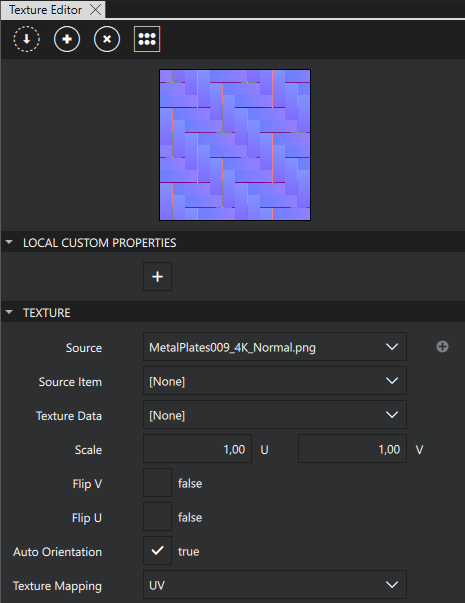 Texture Editor
LOCAL CUSTOM PROPERTIES
TEXTURE
Source MetalPlates009_4K_Normal.png
Source Item [None]
Texture Data [None]
Scale 1,00 U 1,00 V
Flip V false
Flip U false
Auto Orientation true
Texture Mapping UV